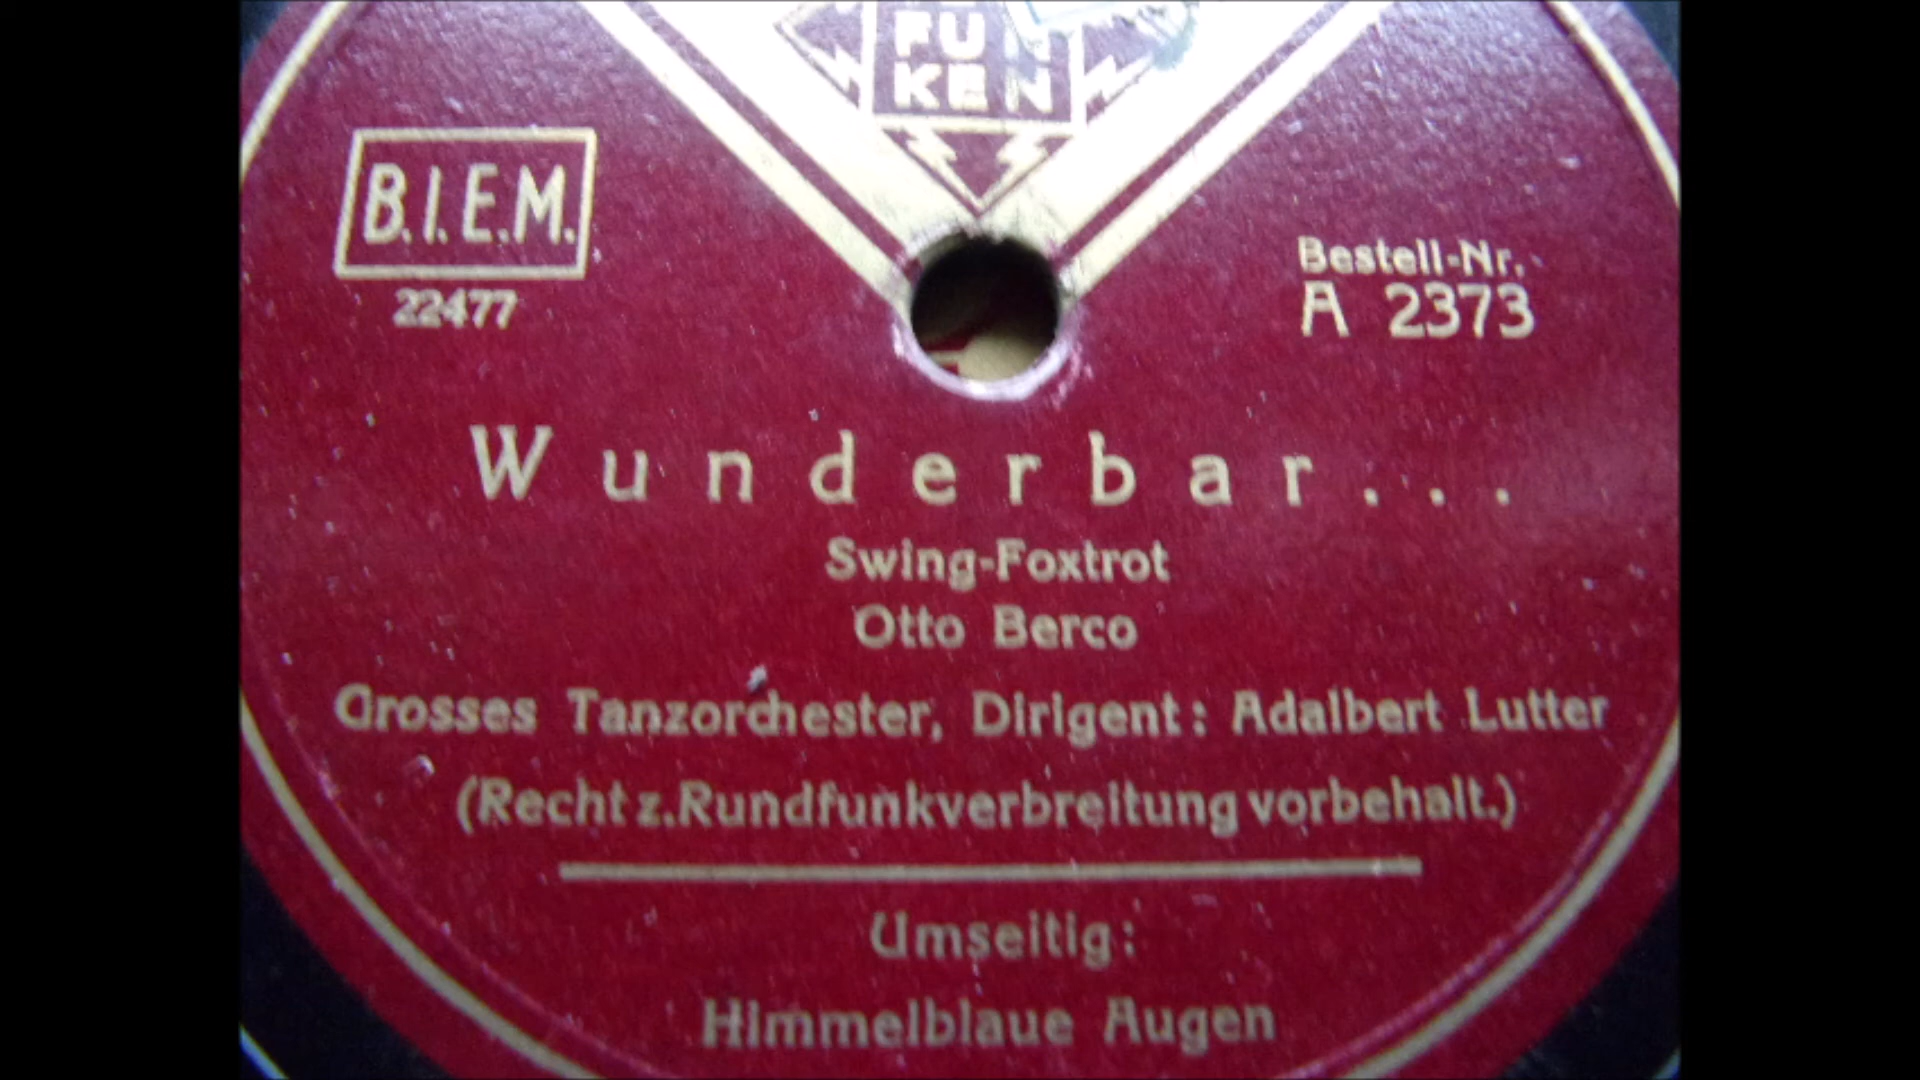 FU
KEN
B.I.E.M.
22477
Bestell-Nr.
A 2373
Wunderbar...
Swing-Foxtrot
Otto Berco
Grosses Tanzorchester, Dirigent: Adalbert Lutter
(Recht z. Rundfunkverbreitung vorbehalt.)
Umseitig:
Himmelblaue Augen